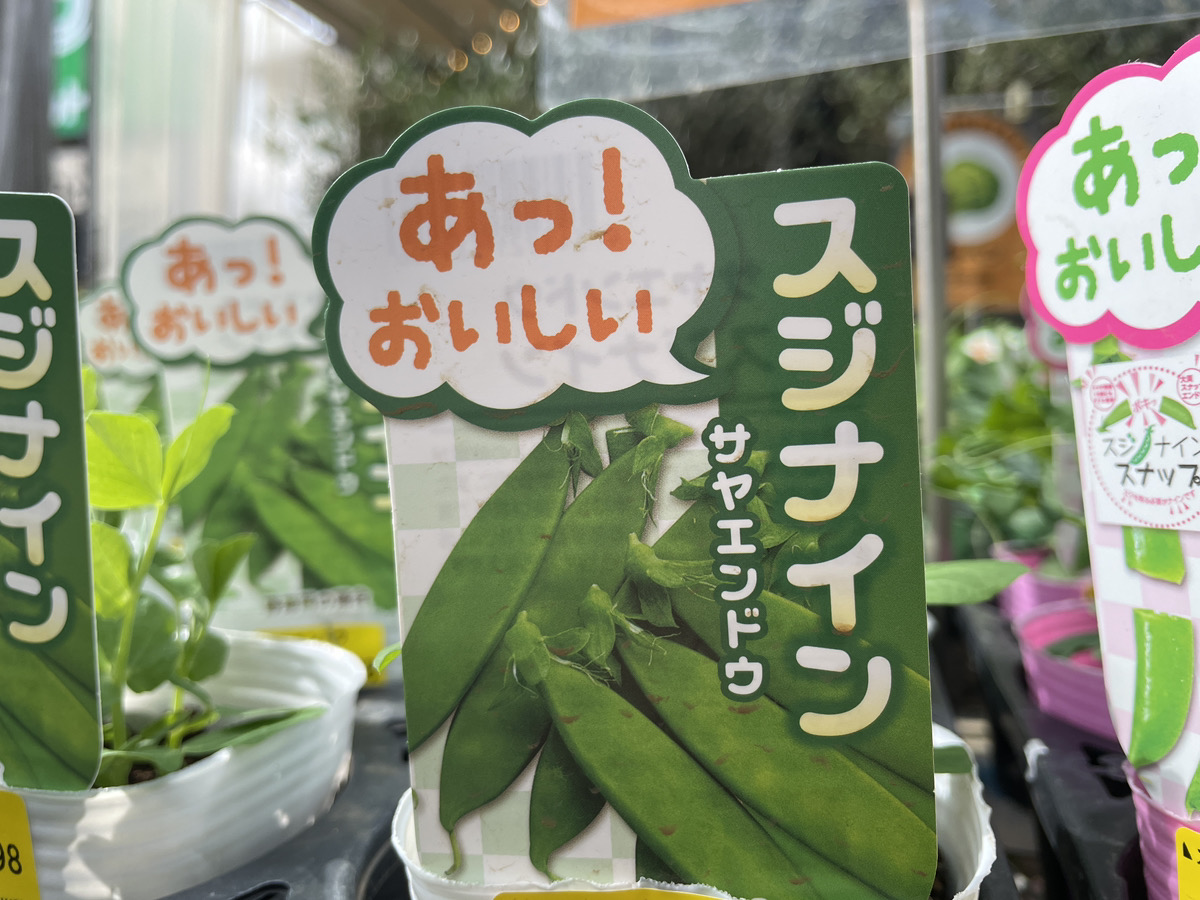 あっ!
おいしい
スジナイン
サヤエンドウ
スジナイン
あっ!
おいしい
あっ
おいし
スジナイン
スナップ
98